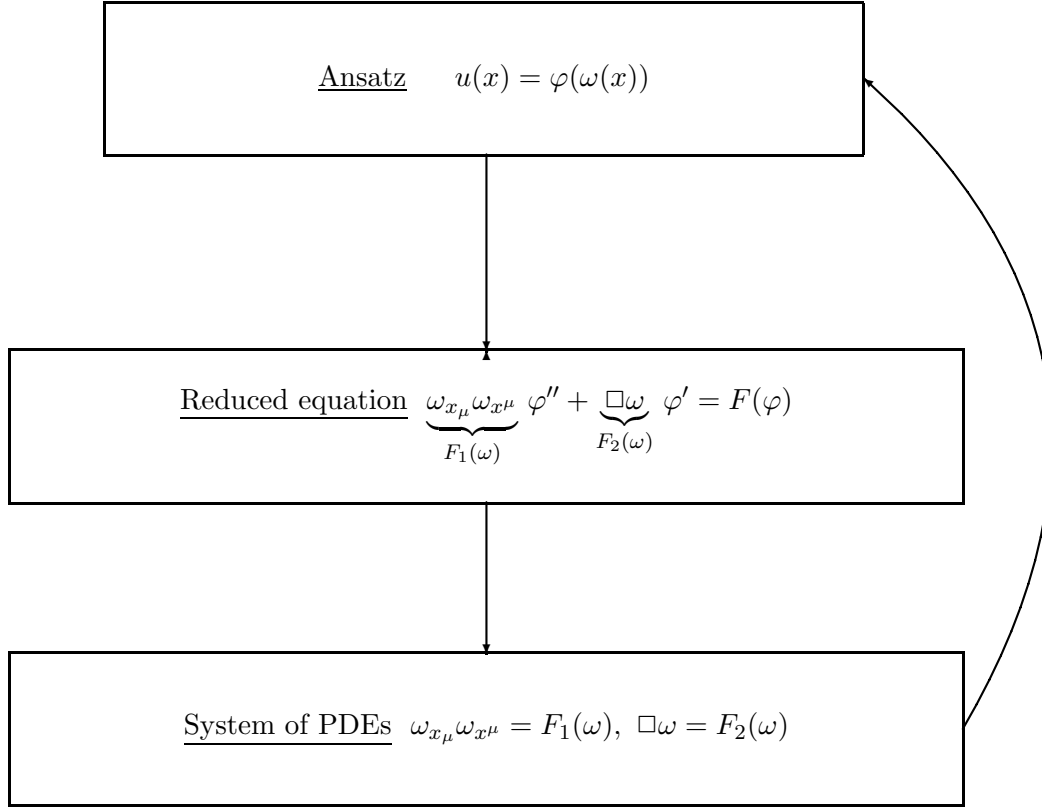 Ansatz u(x) = φ(ω(x))
Reduced equation ω_{x_μ} ω_{x^μ} φ'' + □ω φ' = F(φ)
F_1(ω) F_2(ω)
System of PDEs ω_{x_μ} ω_{x^μ} = F_1(ω), □ω = F_2(ω)